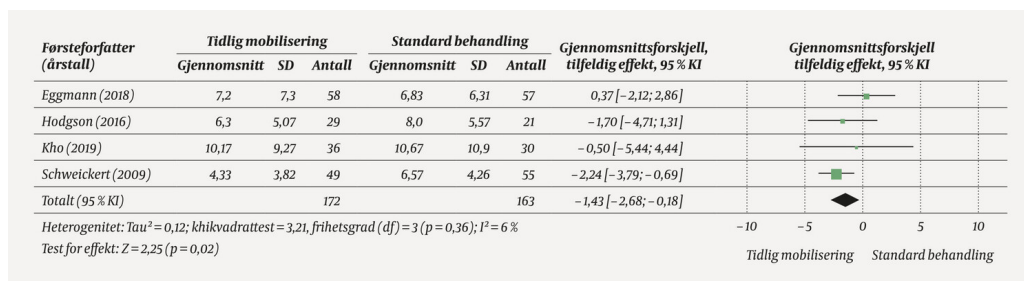 Førsteforfatter (årstall) Tidlig mobilisering Standard behandling Gjennomsnittsforskjell, tilfeldig effekt, 95 % KI Gjennomsnittsforskjell tilfeldig effekt, 95 % KI
Gjennomsnitt SD Antall Gjennomsnitt SD Antall
Eggmann (2018) 7,2 7,3 58 6,83 6,31 57 0,37 [−2,12; 2,86]
Hodgson (2016) 6,3 5,07 29 8,0 5,57 21 −1,70 [−4,71; 1,31]
Kho (2019) 10,17 9,27 36 10,67 10,9 30 −0,50 [−5,44; 4,44]
Schweickert (2009) 4,33 3,82 49 6,57 4,26 55 −2,24 [−3,79; −0,69]
Totalt (95 % KI) 172 163 −1,43 [−2,68; −0,18]
Heterogenitet: Tau² = 0,12; khikvadrattest = 3,21, frihetsgrad (df) = 3 (p = 0,36); I² = 6 %
Test for effekt: Z = 2,25 (p = 0,02)
−10 −5 0 5 10
Tidlig mobilisering Standard behandling